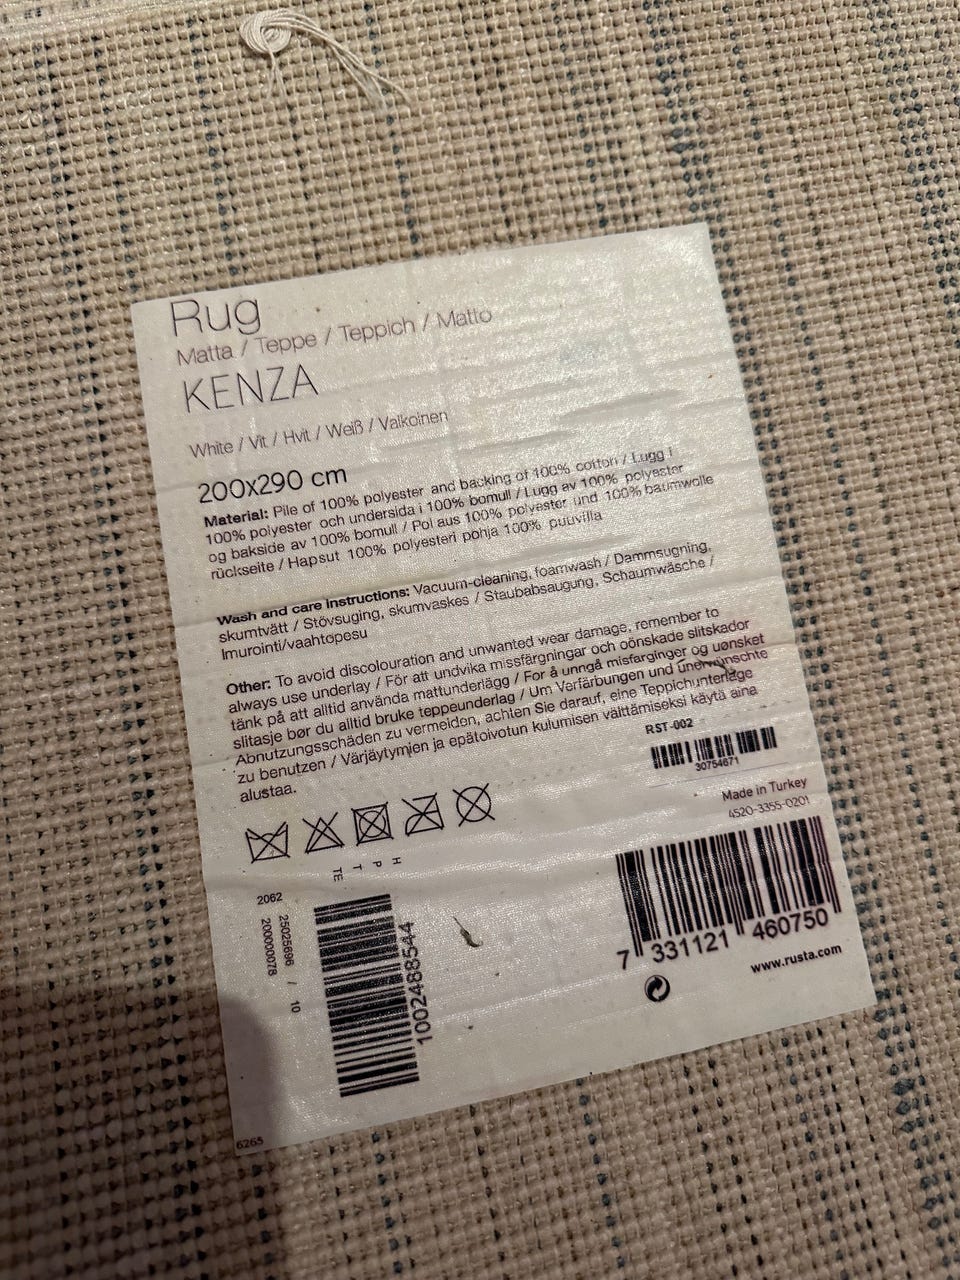 Rug
Matta / Teppe / Teppich / Matto
KENZA
White / Vit / Hvit / Weiß / Valkoinen
200x290 cm
Material: Pile of 100% polyester and backing of 100% cotton / Lugg i
100% polyester och undersida i 100% bomull / Lugg av 100% polyester
og bakside av 100% bomull / Pol aus 100% polyester und 100% baumwolle
rückseite / Hapsut 100% polyesteri pohja 100% puuvilla
Wash and care instructions: Vacuum-cleaning, foamwash / Dammsugning,
skumtvätt / Stövsuging, skumvaskes / Staubabsaugung, Schaumwäsche /
Imurointi/vaahtopesu
Other: To avoid discolouration and unwanted wear damage, remember to
always use underlay / För att undvika missfärgningar och oönskade slitskador
tänk på att alltid använda mattunderlägg / For å unngå misfarginger og uønsket
slitasje bør du alltid bruke teppeunderlag / Um Verfärbungen und unerwünschte
Abnutzungsschäden zu vermeiden, achten Sie darauf, eine Teppichunterlage
zu benutzen / Värjäytymjen ja epätoivotun kulumisen välttämiseksi käytä aina
alustaa.
RST-002
30754671
Made in Turkey
4520-3355-0201
7 331121 460750
www.rusta.com
H
P
T
TE
2062
25025696 / 10
200000078
1002488544
6265